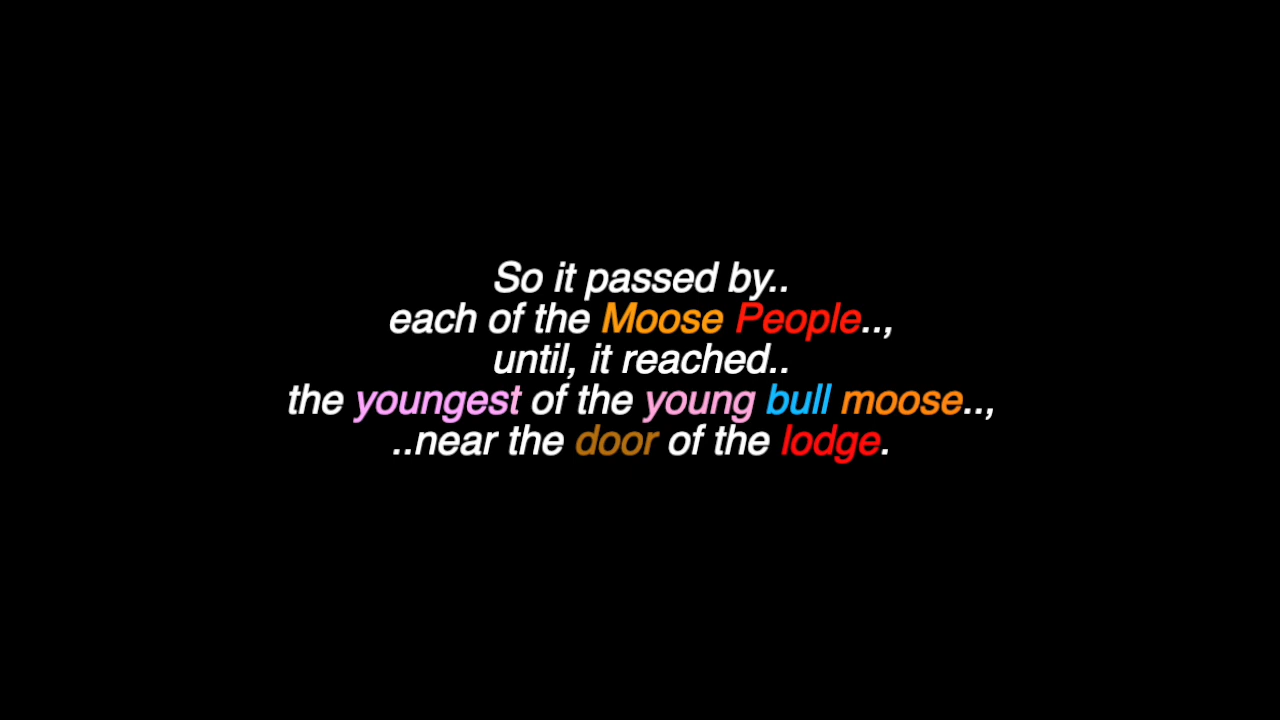 So it passed by..
each of the Moose People..,
until, it reached..
the youngest of the young bull moose..,
..near the door of the lodge.